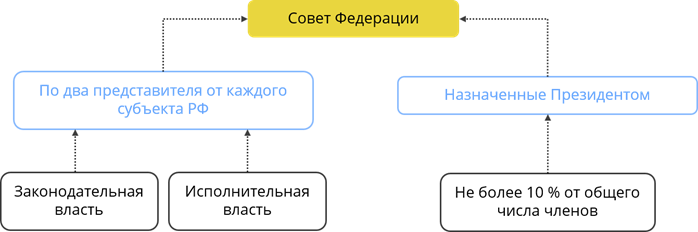 Совет Федерации
По два представителя от каждого
субъекта РФ
Назначенные Президентом
Законодательная
власть
Исполнительная
власть
Не более 10 % от общего
числа членов